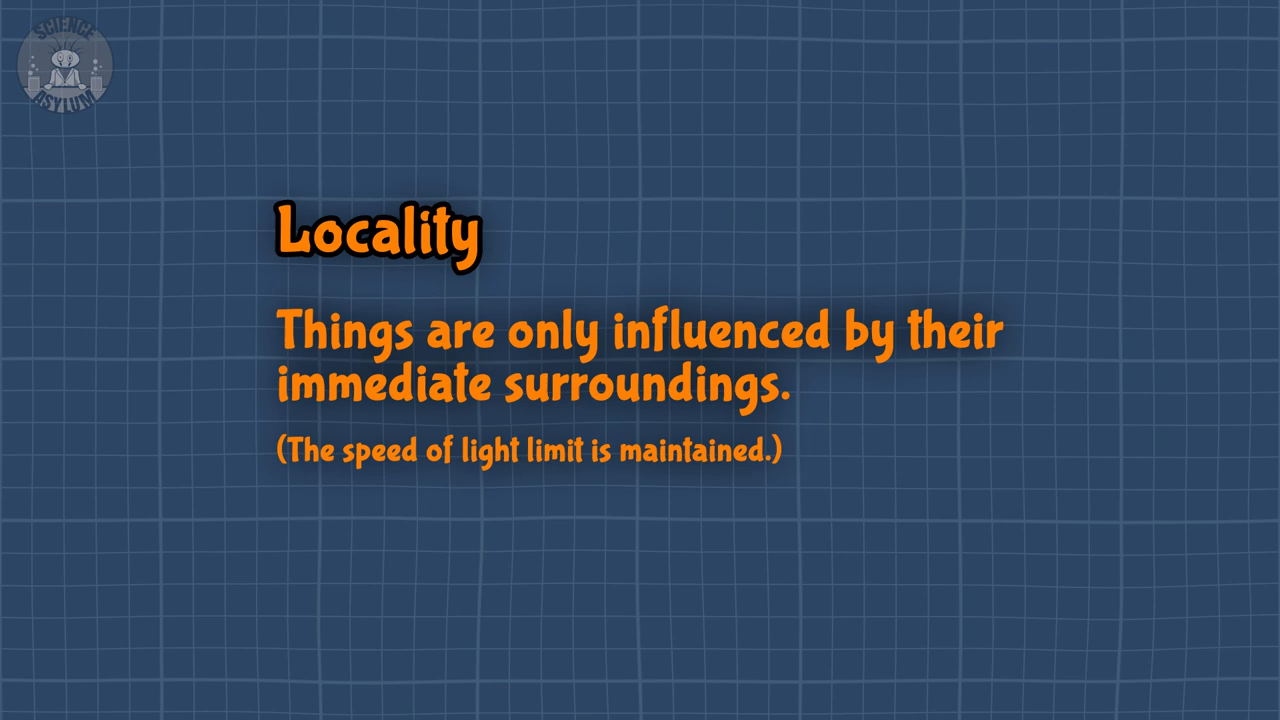 SCIENCE
ASYLUM
Locality
Things are only influenced by their
immediate surroundings.
(The speed of light limit is maintained.)